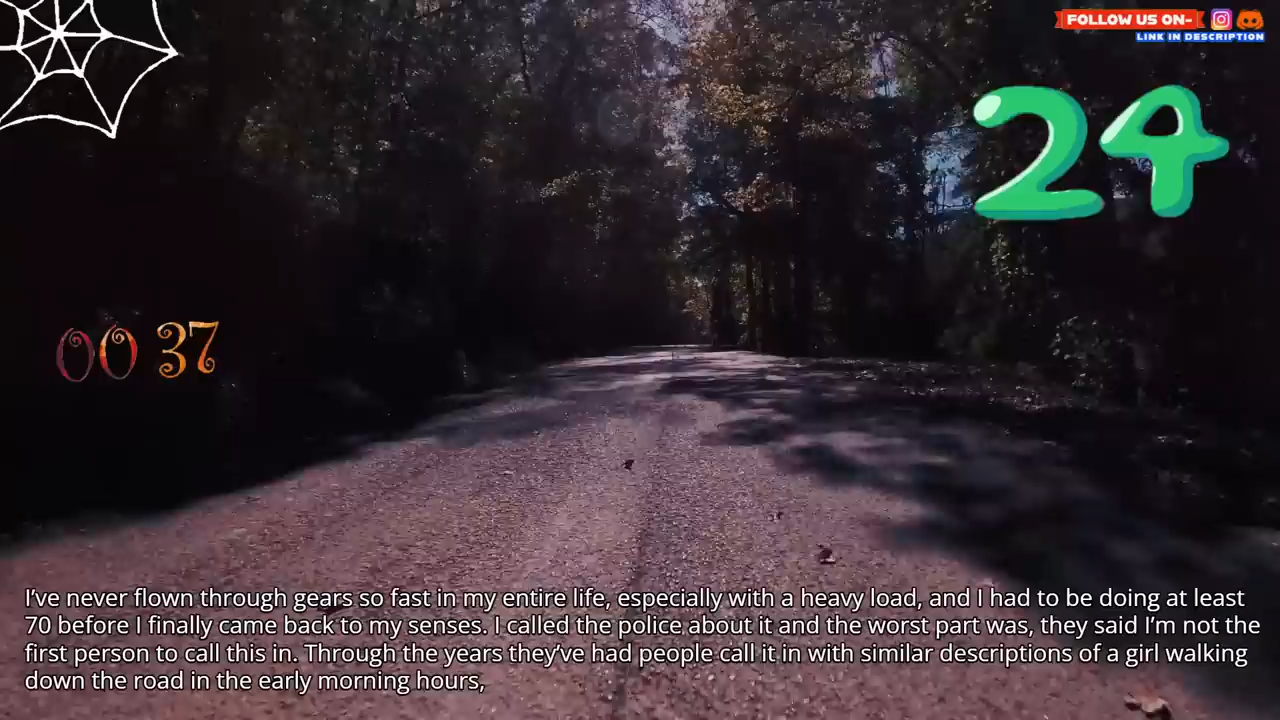 FOLLOW US ON-
LINK IN DESCRIPTION
24
00 37
I've never flown through gears so fast in my entire life, especially with a heavy load, and I had to be doing at least
70 before I finally came back to my senses. I called the police about it and the worst part was, they said I'm not the
first person to call this in. Through the years they've had people call it in with similar descriptions of a girl walking
down the road in the early morning hours,